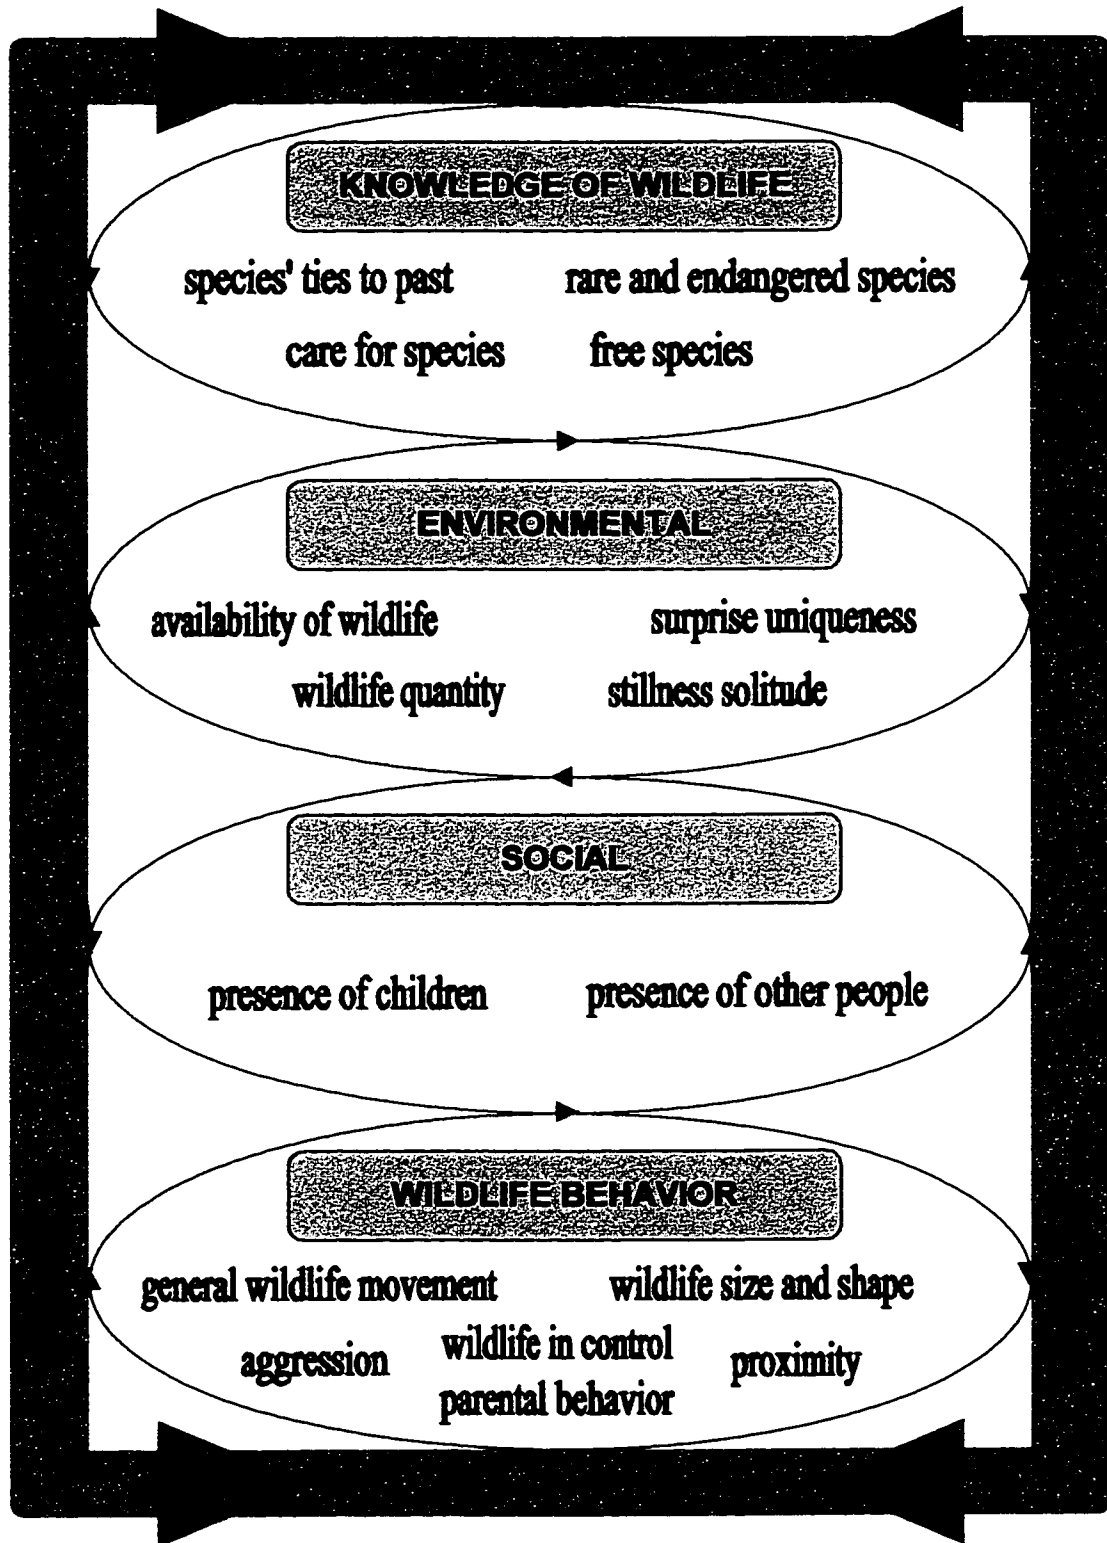 KNOWLEDGE OF WILDLIFE
species' ties to past rare and endangered species
care for species free species
ENVIRONMENTAL
availability of wildlife surprise uniqueness
wildlife quantity stillness solitude
SOCIAL
presence of children presence of other people
WILDLIFE BEHAVIOR
general wildlife movement wildlife size and shape
aggression wildlife in control proximity
parental behavior